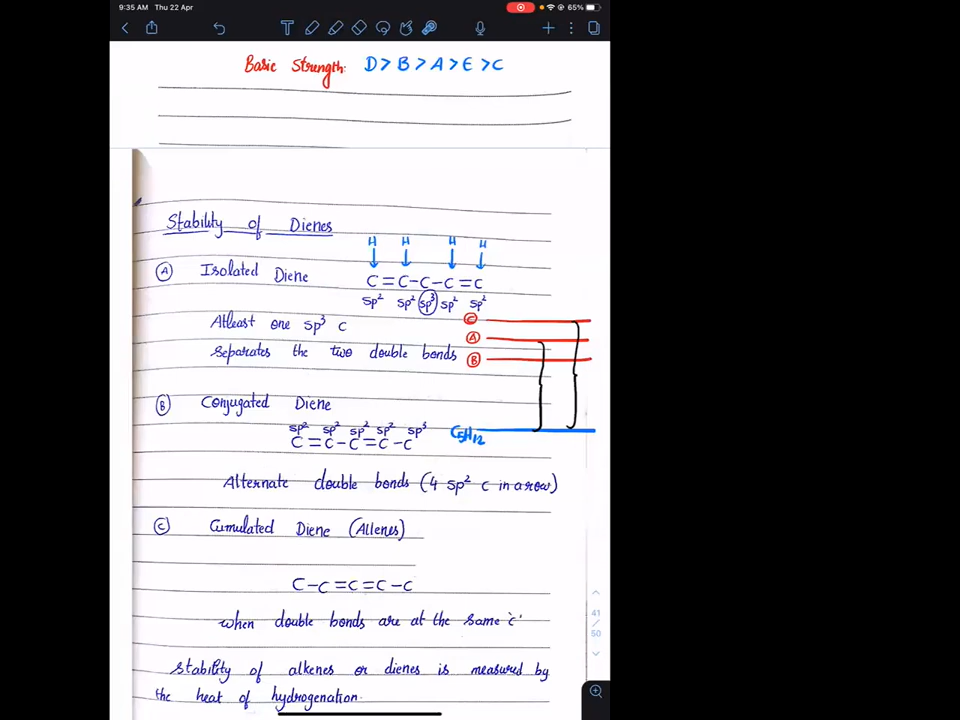 9:35 AM Thu 22 Apr
65%
Basic Strength: D > B > A > E > C
Stability of Dienes
H H H H
(A) Isolated Diene C=C-C-C=C
sp² sp² sp³ sp² sp²
Atleast one sp³ c
separates the two double bonds
C
A
B
(B) Conjugated Diene
sp² sp² sp² sp² sp³
C=C-C=C-C
C5H12
Alternate double bonds (4 sp² c in a row)
(C) Cumulated Diene (Allenes)
C-C=C=C-C
when double bonds are at the same 'c'
stability of alkenes or dienes is measured by
the heat of hydrogenation.
41
/
50